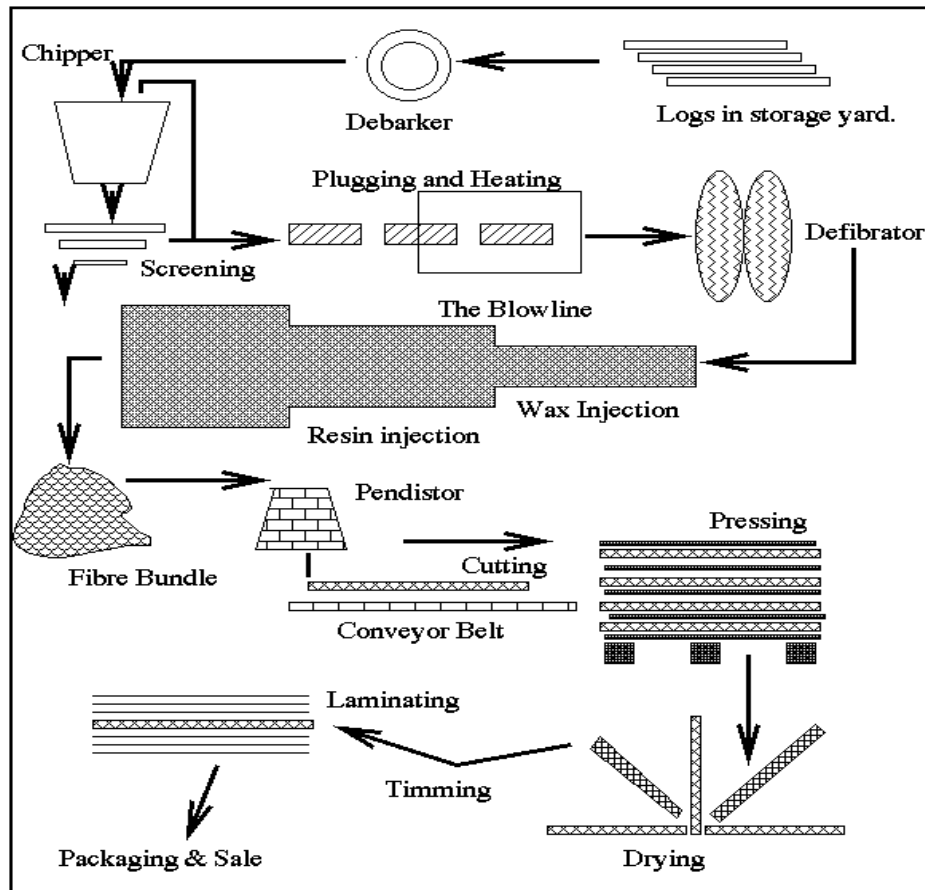 Chipper
Debarker
Logs in storage yard.
Plugging and Heating
Screening
Defibrator
The Blowline
Wax Injection
Resin injection
Fibre Bundle
Pendistor
Cutting
Conveyor Belt
Pressing
Laminating
Timming
Drying
Packaging & Sale